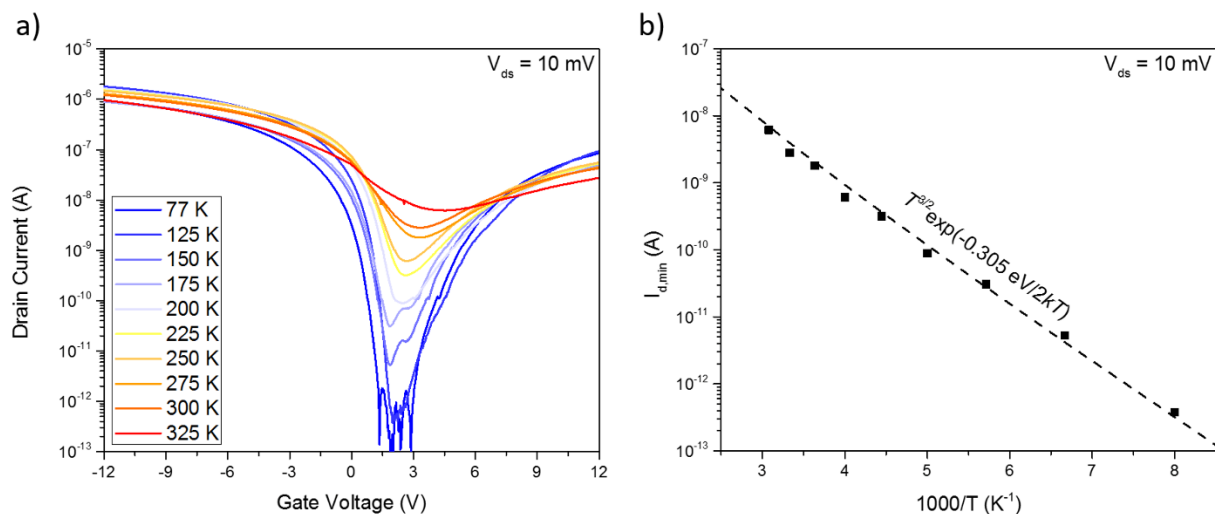 a)
V_ds = 10 mV
10^-5
10^-6
10^-7
10^-8
10^-9
10^-10
10^-11
10^-12
10^-13
Drain Current (A)
77 K
125 K
150 K
175 K
200 K
225 K
250 K
275 K
300 K
325 K
-12 -9 -6 -3 0 3 6 9 12
Gate Voltage (V)
b)
V_ds = 10 mV
10^-7
10^-8
10^-9
10^-10
10^-11
10^-12
10^-13
I_d,min (A)
T^3/2 exp(-0.305 eV/2kT)
3 4 5 6 7 8
1000/T (K^-1)